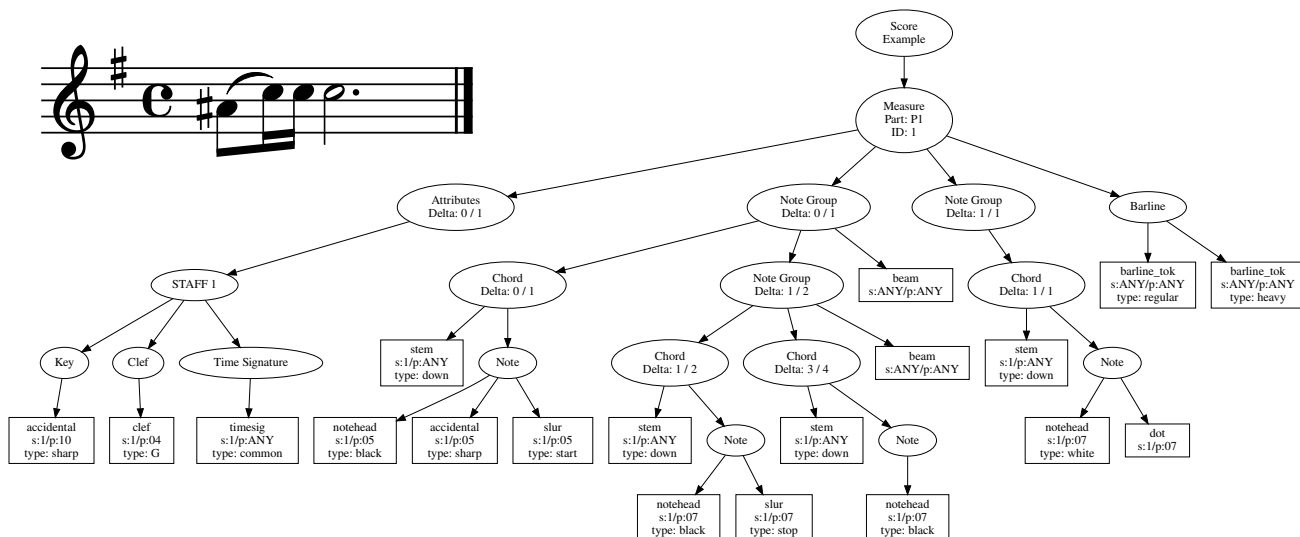 Score
Example
Measure
Part: P1
ID: 1
Attributes
Delta: 0 / 1
Note Group
Delta: 0 / 1
Note Group
Delta: 1 / 1
Barline
STAFF 1
Chord
Delta: 0 / 1
Note Group
Delta: 1 / 2
beam
s:ANY/p:ANY
Chord
Delta: 1 / 1
barline_tok
s:ANY/p:ANY
type: regular
barline_tok
s:ANY/p:ANY
type: heavy
Key
Clef
Time Signature
stem
s:1/p:ANY
type: down
Note
Chord
Delta: 1 / 2
Chord
Delta: 3 / 4
beam
s:ANY/p:ANY
stem
s:1/p:ANY
type: down
Note
accidental
s:1/p:10
type: sharp
clef
s:1/p:04
type: G
timesig
s:1/p:ANY
type: common
notehead
s:1/p:05
type: black
accidental
s:1/p:05
type: sharp
slur
s:1/p:05
type: start
stem
s:1/p:ANY
type: down
Note
stem
s:1/p:ANY
type: down
Note
notehead
s:1/p:07
type: white
dot
s:1/p:07
notehead
s:1/p:07
type: black
slur
s:1/p:07
type: stop
notehead
s:1/p:07
type: black